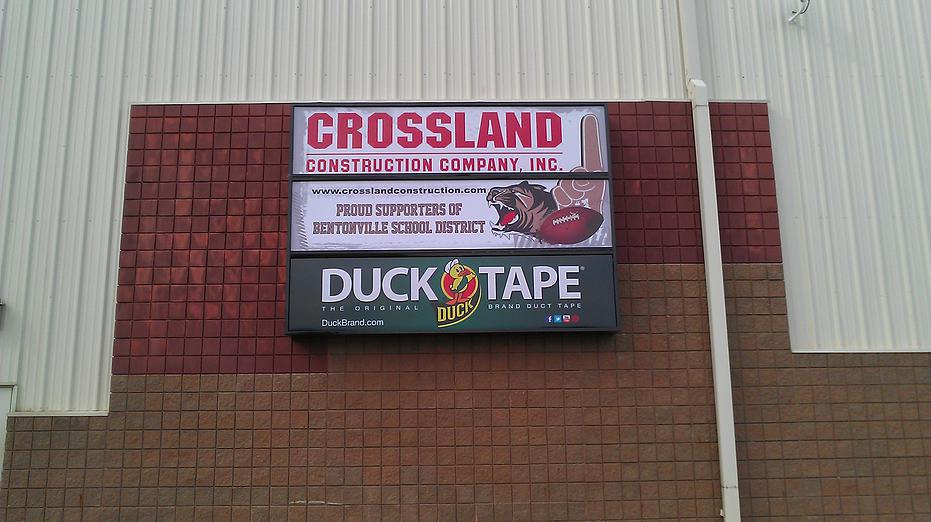 CROSSLAND
CONSTRUCTION COMPANY, INC.
www.crosslandconstruction.com
PROUD SUPPORTERS OF
BENTONVILLE SCHOOL DISTRICT
DUCK TAPE®
THE ORIGINAL BRAND DUCT TAPE
DUCK
DuckBrand.com